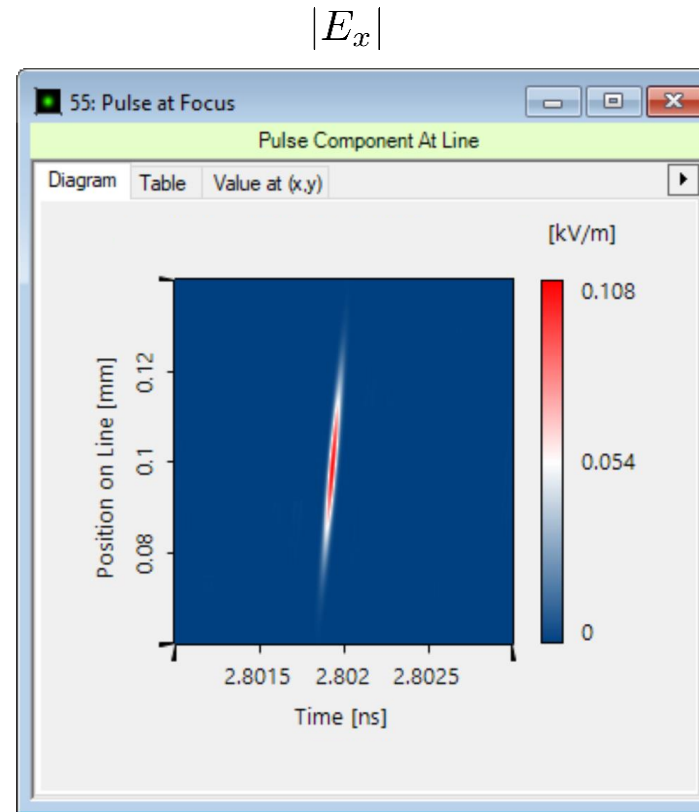 |E_x|
55: Pulse at Focus
Pulse Component At Line
Diagram Table Value at (x,y)
[kV/m]
0.108
0.054
0
Position on Line [mm]
0.12
0.1
0.08
2.8015 2.802 2.8025
Time [ns]